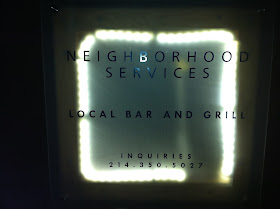 NEIGHBORHOOD
SERVICES
LOCAL BAR AND GRILL
INQUIRIES
214.350.5027